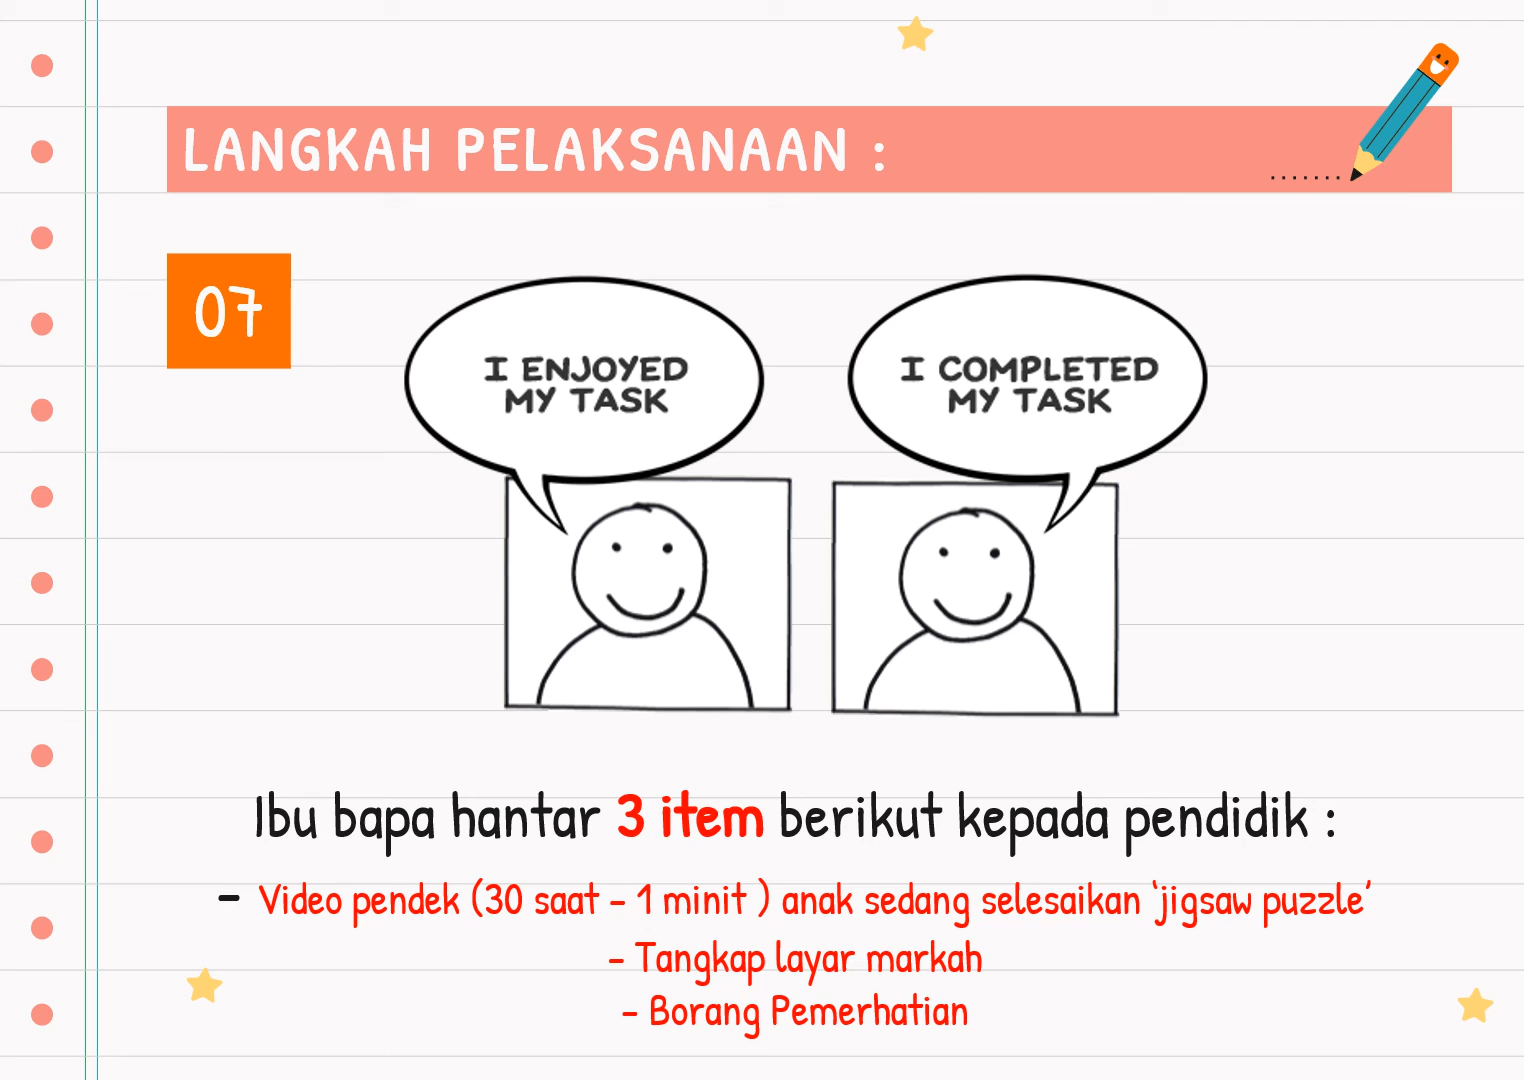 LANGKAH PELAKSANAAN :
.......
07
I ENJOYED
MY TASK
I COMPLETED
MY TASK
Ibu bapa hantar 3 item berikut kepada pendidik :
- Video pendek (30 saat - 1 minit ) anak sedang selesaikan ‘jigsaw puzzle’
- Tangkap layar markah
- Borang Pemerhatian